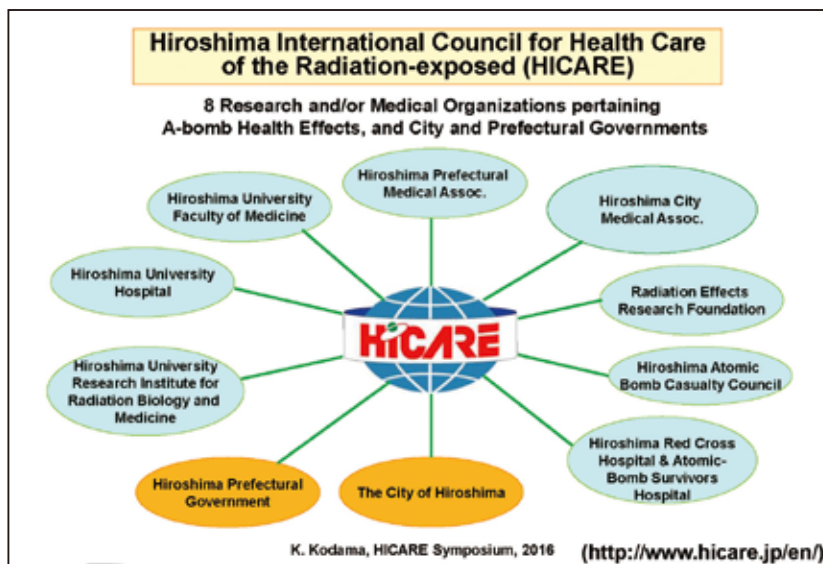 Hiroshima International Council for Health Care
of the Radiation-exposed (HICARE)
8 Research and/or Medical Organizations pertaining
A-bomb Health Effects, and City and Prefectural Governments
Hiroshima Prefectural
Medical Assoc.
Hiroshima University
Faculty of Medicine
Hiroshima City
Medical Assoc.
Hiroshima University
Hospital
Radiation Effects
Research Foundation
HiCARE
Hiroshima University
Research Institute for
Radiation Biology and
Medicine
Hiroshima Atomic
Bomb Casualty Council
Hiroshima Red Cross
Hospital & Atomic-
Bomb Survivors
Hospital
Hiroshima Prefectural
Government
The City of Hiroshima
K. Kodama, HICARE Symposium, 2016
(http://www.hicare.jp/en/)